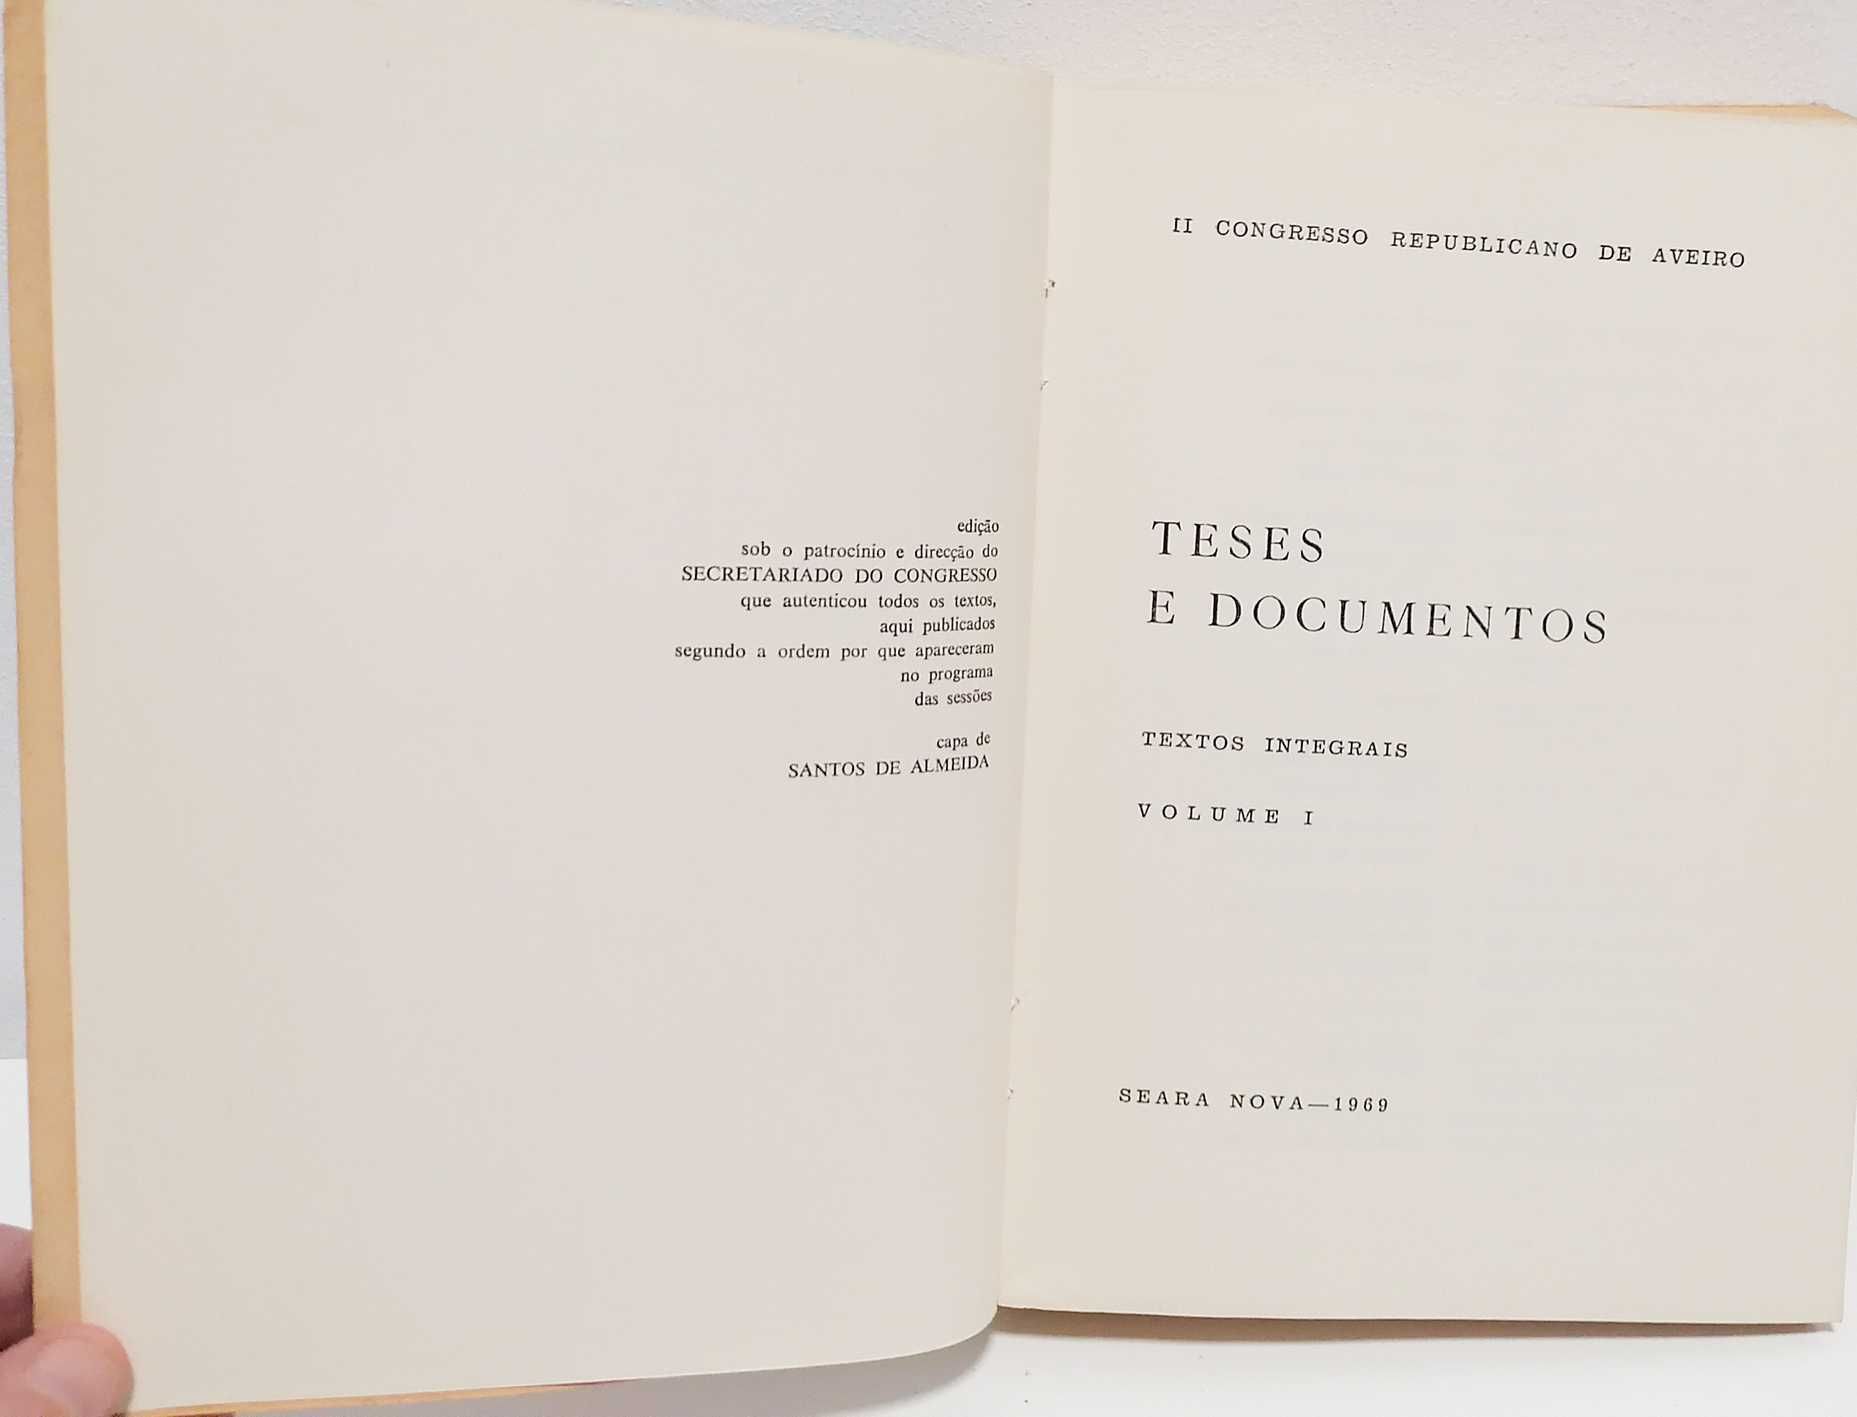 edição
sob o patrocínio e direcção do
SECRETARIADO DO CONGRESSO
que autenticou todos os textos,
aqui publicados
segundo a ordem por que apareceram
no programa
das sessões
capa de
SANTOS DE ALMEIDA
II CONGRESSO REPUBLICANO DE AVEIRO
TESES
E DOCUMENTOS
TEXTOS INTEGRAIS
VOLUME I
SEARA NOVA—1969